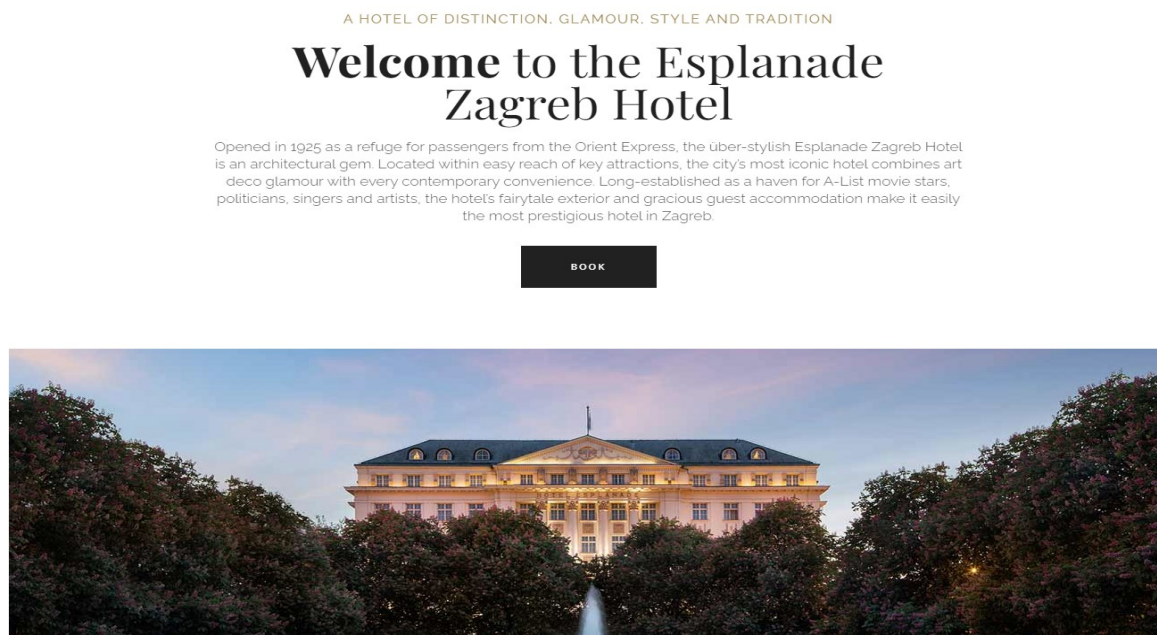 A HOTEL OF DISTINCTION, GLAMOUR, STYLE AND TRADITION
Welcome to the Esplanade
Zagreb Hotel
Opened in 1925 as a refuge for passengers from the Orient Express, the über-stylish Esplanade Zagreb Hotel
is an architectural gem. Located within easy reach of key attractions, the city's most iconic hotel combines art
deco glamour with every contemporary convenience. Long-established as a haven for A-List movie stars,
politicians, singers and artists, the hotel's fairytale exterior and gracious guest accommodation make it easily
the most prestigious hotel in Zagreb.
BOOK